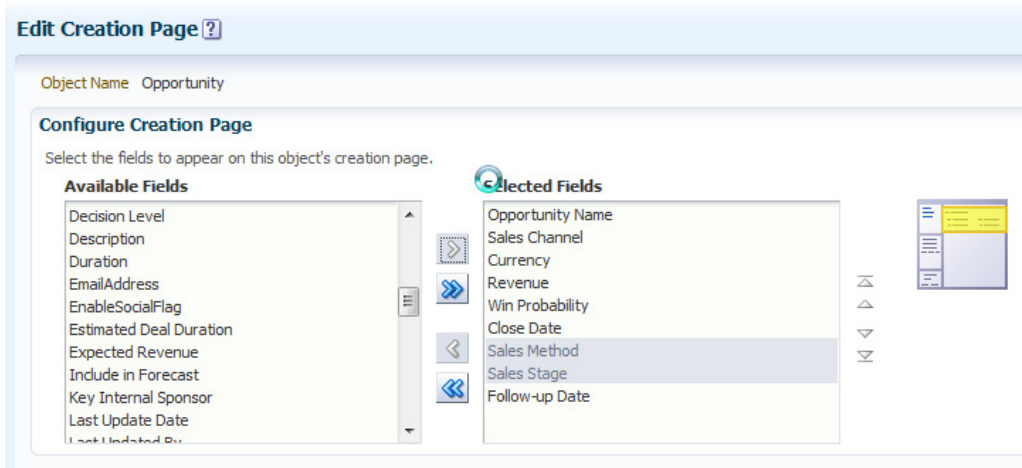 Edit Creation Page ?
Object Name Opportunity
Configure Creation Page
Select the fields to appear on this object's creation page.
Available Fields
Decision Level
Description
Duration
EmailAddress
EnableSocialFlag
Estimated Deal Duration
Expected Revenue
Include in Forecast
Key Internal Sponsor
Last Update Date
Last Updated By
Selected Fields
Opportunity Name
Sales Channel
Currency
Revenue
Win Probability
Close Date
Sales Method
Sales Stage
Follow-up Date